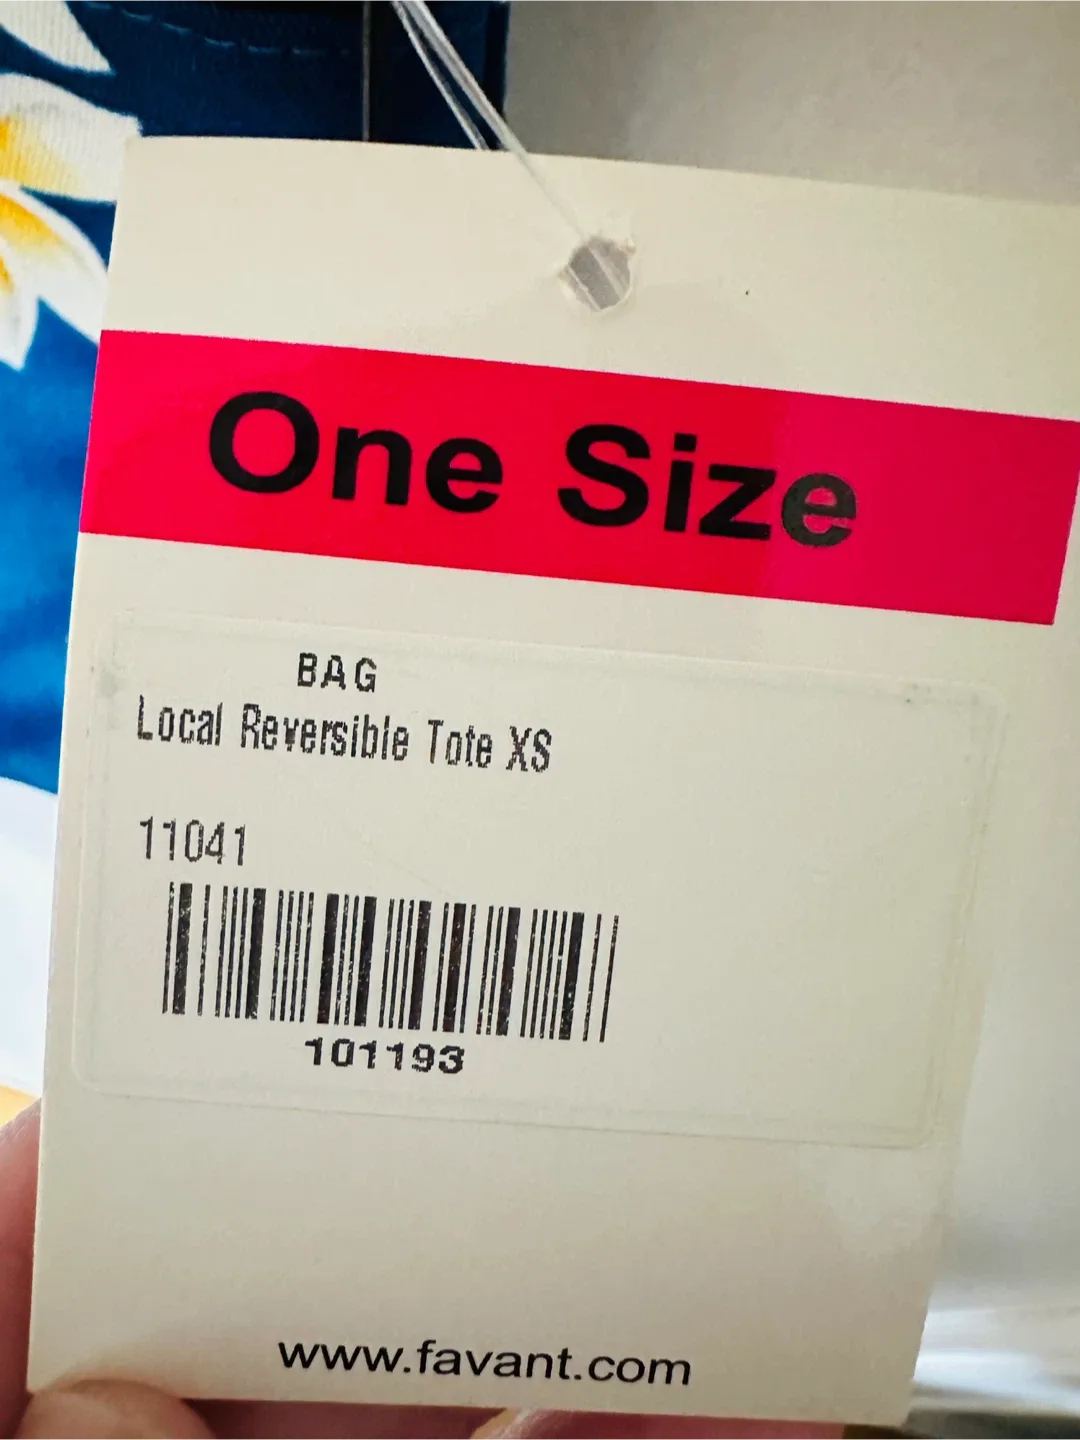 One Size
BAG
Local Reversible Tote XS
11041
101193
www.favant.com